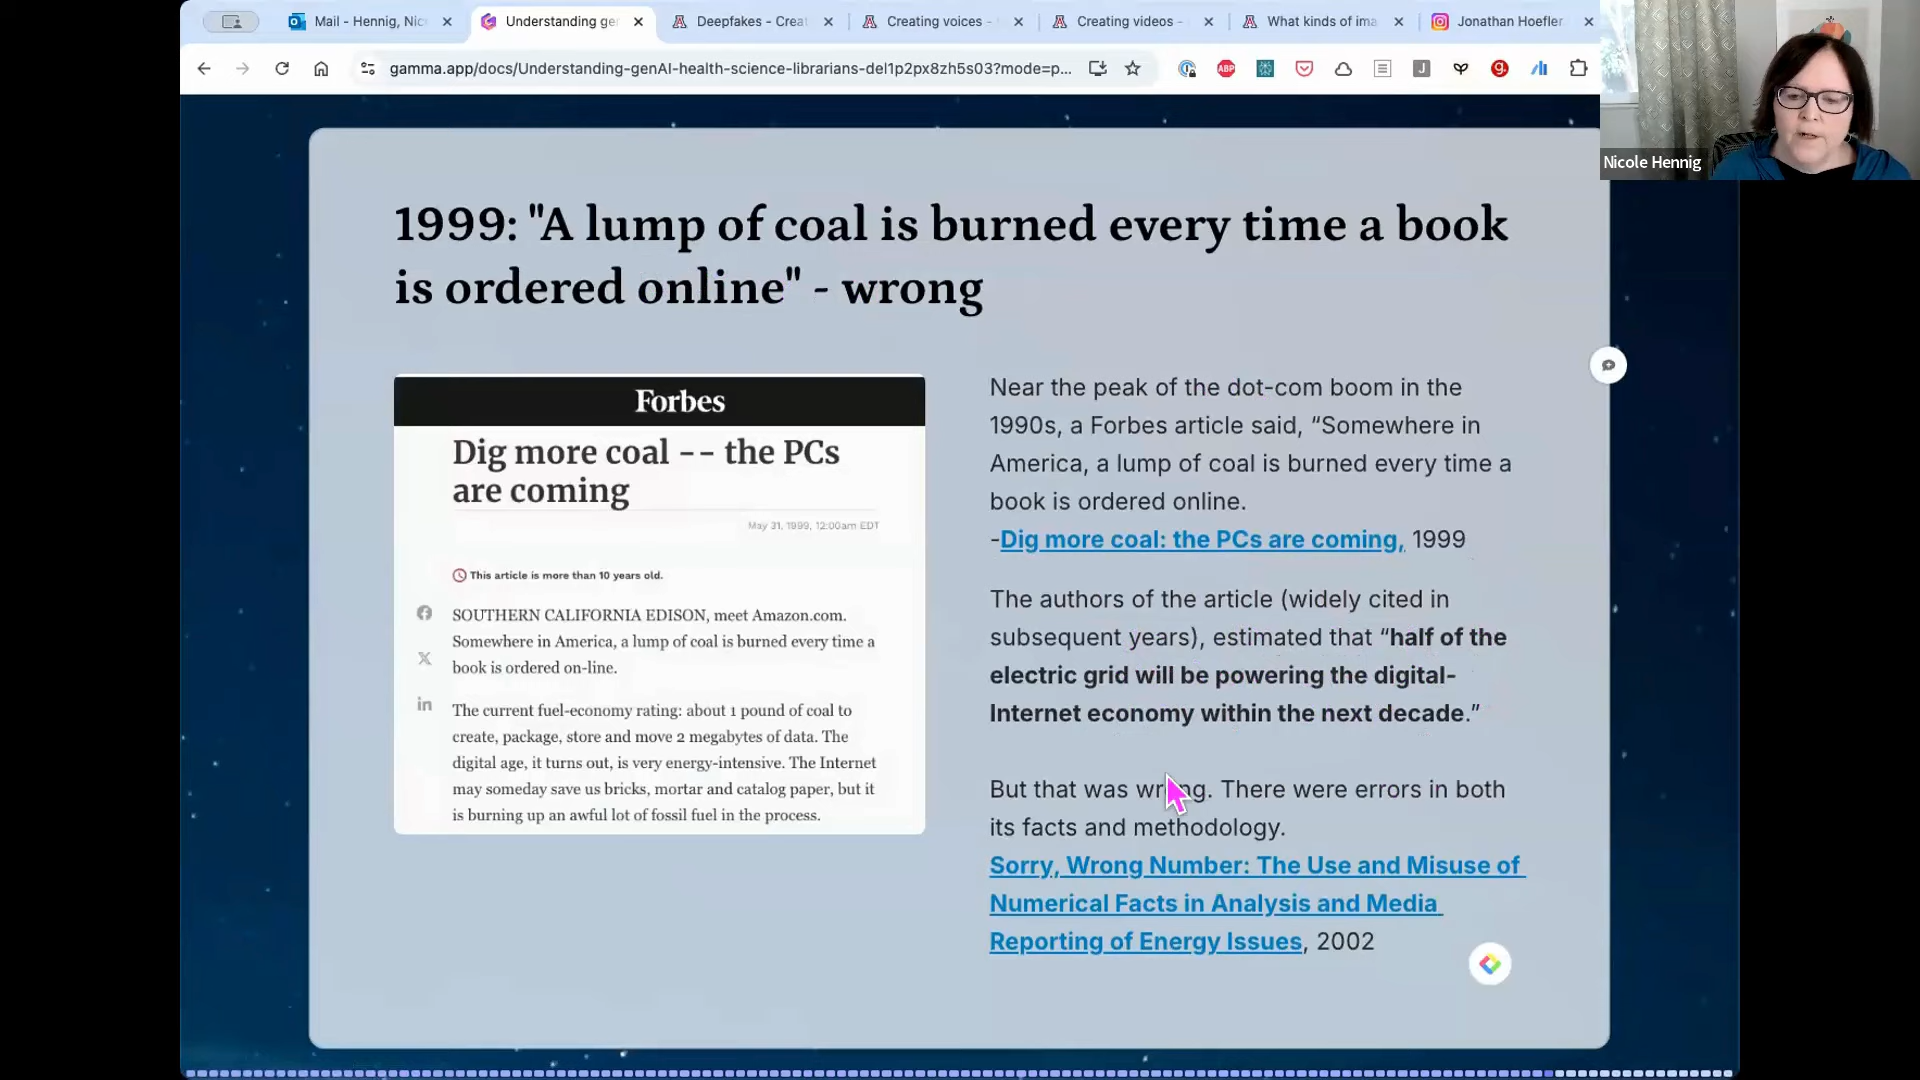 Mail - Hennig, Nic
Understanding gen
Deepfakes - Creat
Creating voices -
Creating videos -
What kinds of ima
Jonathan Hoefler
gamma.app/docs/Understanding-genAI-health-science-librarians-del1p2px8zh5s03?mode=p...
ABP
J
g.
Nicole Hennig
1999: "A lump of coal is burned every time a book
is ordered online" - wrong
Forbes
Dig more coal -- the PCs
are coming
May 31, 1999, 12:00am EDT
This article is more than 10 years old.
SOUTHERN CALIFORNIA EDISON, meet Amazon.com.
Somewhere in America, a lump of coal is burned every time a
book is ordered on-line.
The current fuel-economy rating: about 1 pound of coal to
create, package, store and move 2 megabytes of data. The
digital age, it turns out, is very energy-intensive. The Internet
may someday save us bricks, mortar and catalog paper, but it
is burning up an awful lot of fossil fuel in the process.
Near the peak of the dot-com boom in the
1990s, a Forbes article said, “Somewhere in
America, a lump of coal is burned every time a
book is ordered online.
-Dig more coal: the PCs are coming, 1999
The authors of the article (widely cited in
subsequent years), estimated that “half of the
electric grid will be powering the digital-
Internet economy within the next decade.”
But that was wrong. There were errors in both
its facts and methodology.
Sorry, Wrong Number: The Use and Misuse of
Numerical Facts in Analysis and Media
Reporting of Energy Issues, 2002